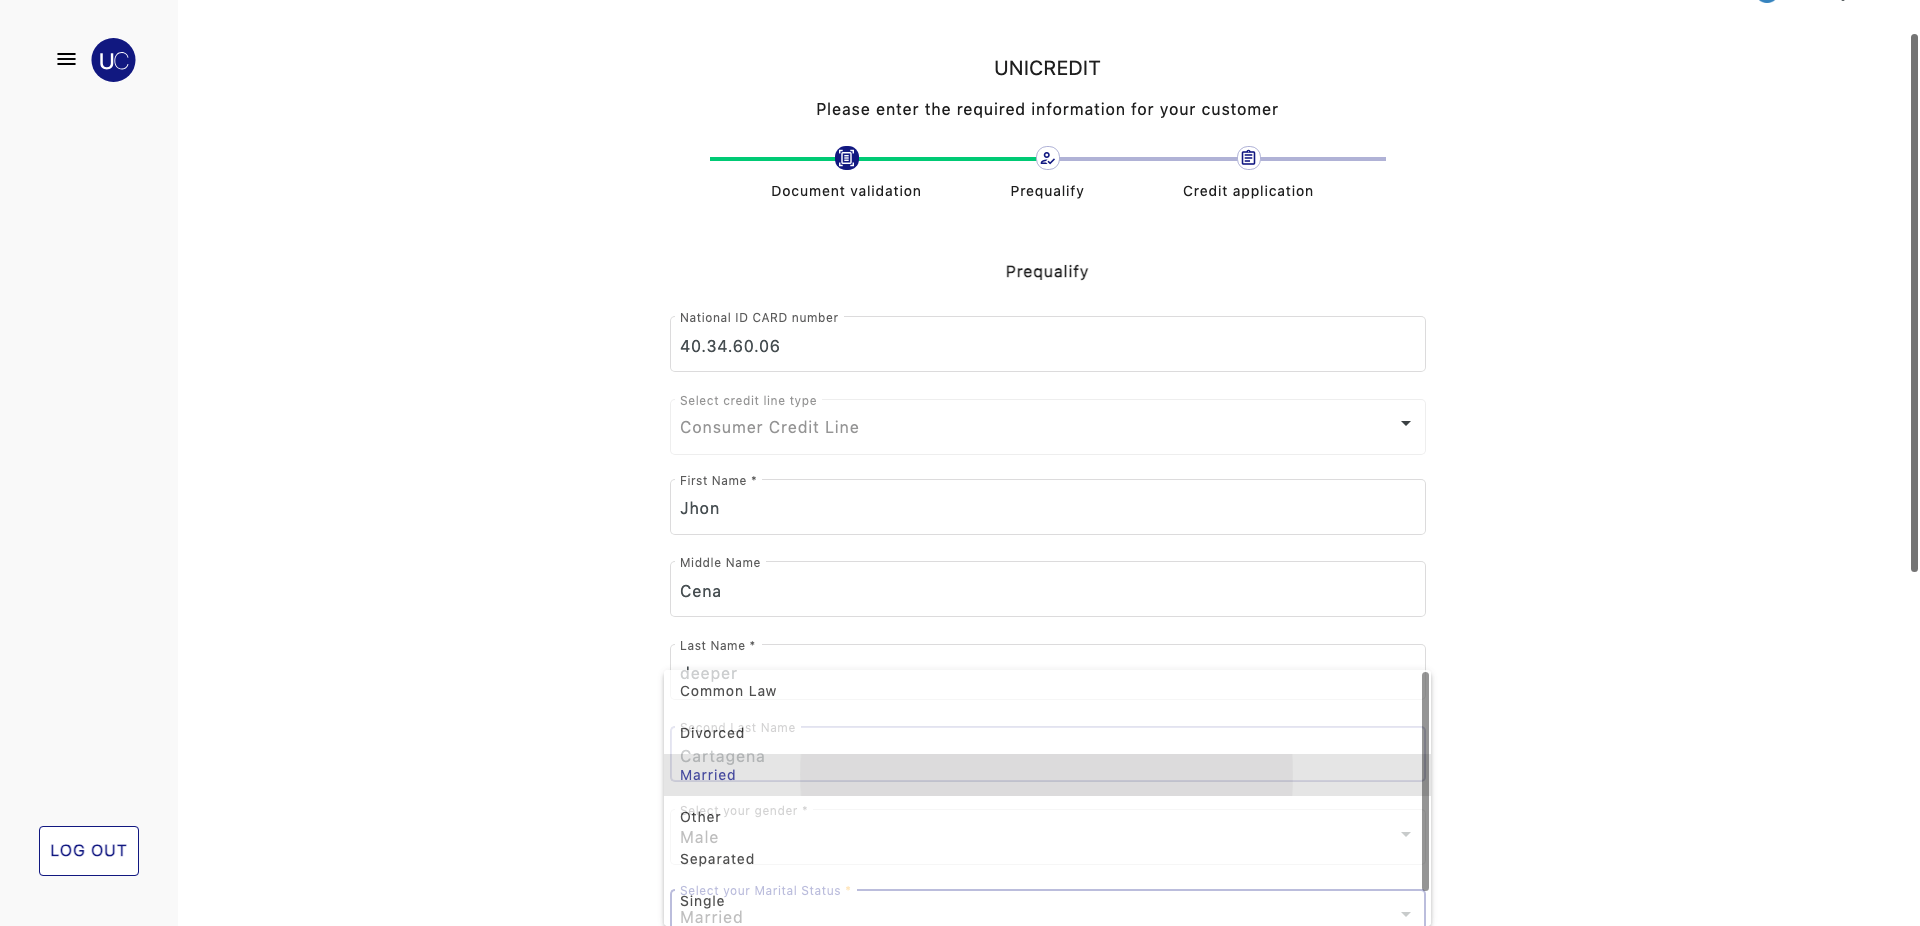 UC
UNICREDIT
Please enter the required information for your customer
Document validation
Prequalify
Credit application
Prequalify
National ID CARD number
40.34.60.06
Select credit line type
Consumer Credit Line
First Name *
Jhon
Middle Name
Cena
Last Name *
deeper
Common Law
Second Last Name
Divorced
Cartagena
Married
Select your gender *
Other
Male
Separated
Select your Marital Status *
Single
Married
LOG OUT